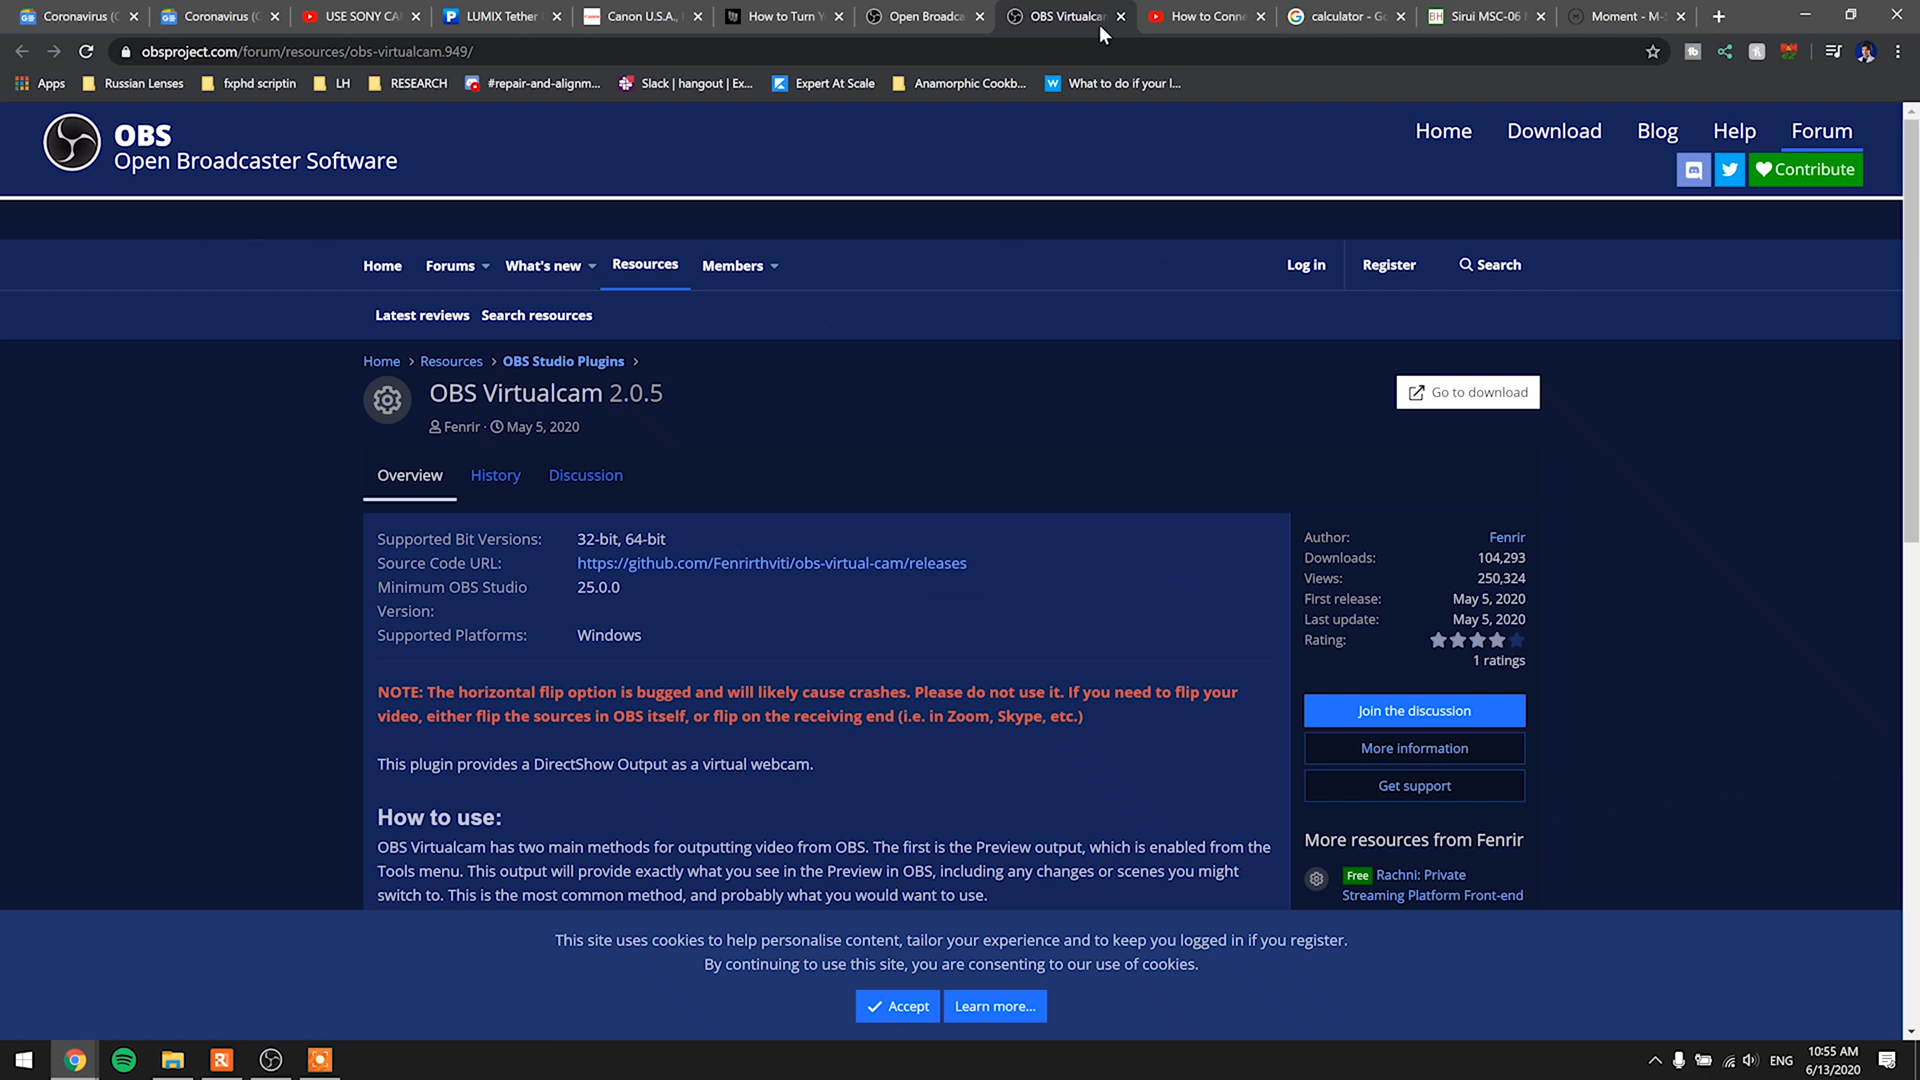 Coronavirus (C
Coronavirus (C
USE SONY CA
LUMIX Tether
Canon U.S.A.,
How to Turn Y
Open Broadca
OBS Virtualcar
How to Conn
calculator - Go
Sirui MSC-06
Moment - M-
obsproject.com/forum/resources/obs-virtualcam.949/
Apps
Russian Lenses
fxphd scriptin
LH
RESEARCH
#repair-and-alignm...
Slack | hangout | Ex...
Expert At Scale
Anamorphic Cookb...
What to do if your l...
OBS
Open Broadcaster Software
Home
Download
Blog
Help
Forum
Contribute
Home
Forums
What's new
Resources
Members
Log in
Register
Search
Latest reviews
Search resources
Home
Resources
OBS Studio Plugins
OBS Virtualcam 2.0.5
Fenrir · May 5, 2020
Go to download
Overview
History
Discussion
Supported Bit Versions: 32-bit, 64-bit
Source Code URL: https://github.com/Fenrirthviti/obs-virtual-cam/releases
Minimum OBS Studio 25.0.0
Version:
Supported Platforms: Windows
NOTE: The horizontal flip option is bugged and will likely cause crashes. Please do not use it. If you need to flip your
video, either flip the sources in OBS itself, or flip on the receiving end (i.e. in Zoom, Skype, etc.)
This plugin provides a DirectShow Output as a virtual webcam.
How to use:
OBS Virtualcam has two main methods for outputting video from OBS. The first is the Preview output, which is enabled from the
Tools menu. This output will provide exactly what you see in the Preview in OBS, including any changes or scenes you might
switch to. This is the most common method, and probably what you would want to use.
Author: Fenrir
Downloads: 104,293
Views: 250,324
First release: May 5, 2020
Last update: May 5, 2020
Rating:
1 ratings
Join the discussion
More information
Get support
More resources from Fenrir
Free Rachni: Private
Streaming Platform Front-end
This site uses cookies to help personalise content, tailor your experience and to keep you logged in if you register.
By continuing to use this site, you are consenting to our use of cookies.
Accept
Learn more...
ENG
10:55 AM
6/13/2020